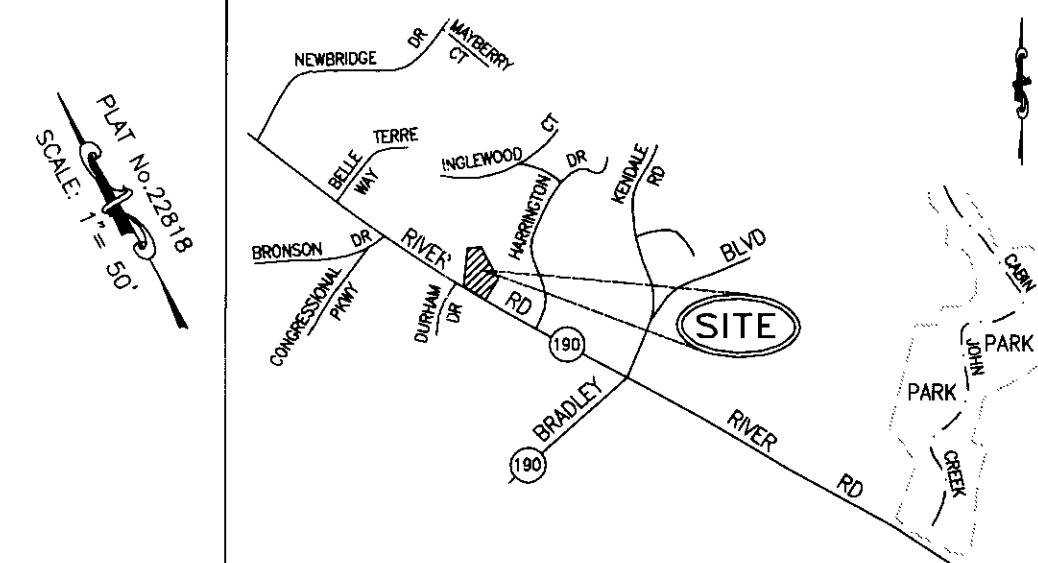 PLAT No.22818
SCALE: 1"= 50'
NEWBRIDGE DR
MAYBERRY
CT
BELLE TERRE
WAY
INGLEWOOD CT
HARRINGTON DR
KENDALE
RD
BLVD
BRONSON DR
CONGRESSIONAL
PKWY
RIVER RD
DURHAM
DR
SITE
190
BRADLEY
190
RIVER RD
CABIN
JOHN
CREEK
PARK
PARK